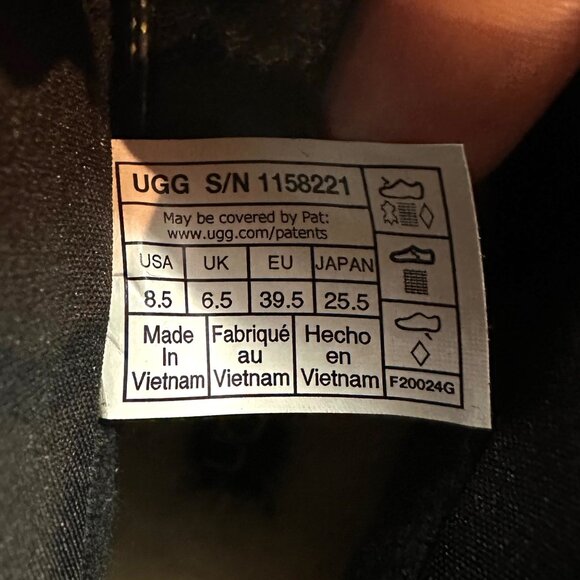 UGG S/N 1158221
May be covered by Pat:
www.ugg.com/patents
USA UK EU JAPAN
8.5 6.5 39.5 25.5
Made In Vietnam
Fabriqué au Vietnam
Hecho en Vietnam
F20024G